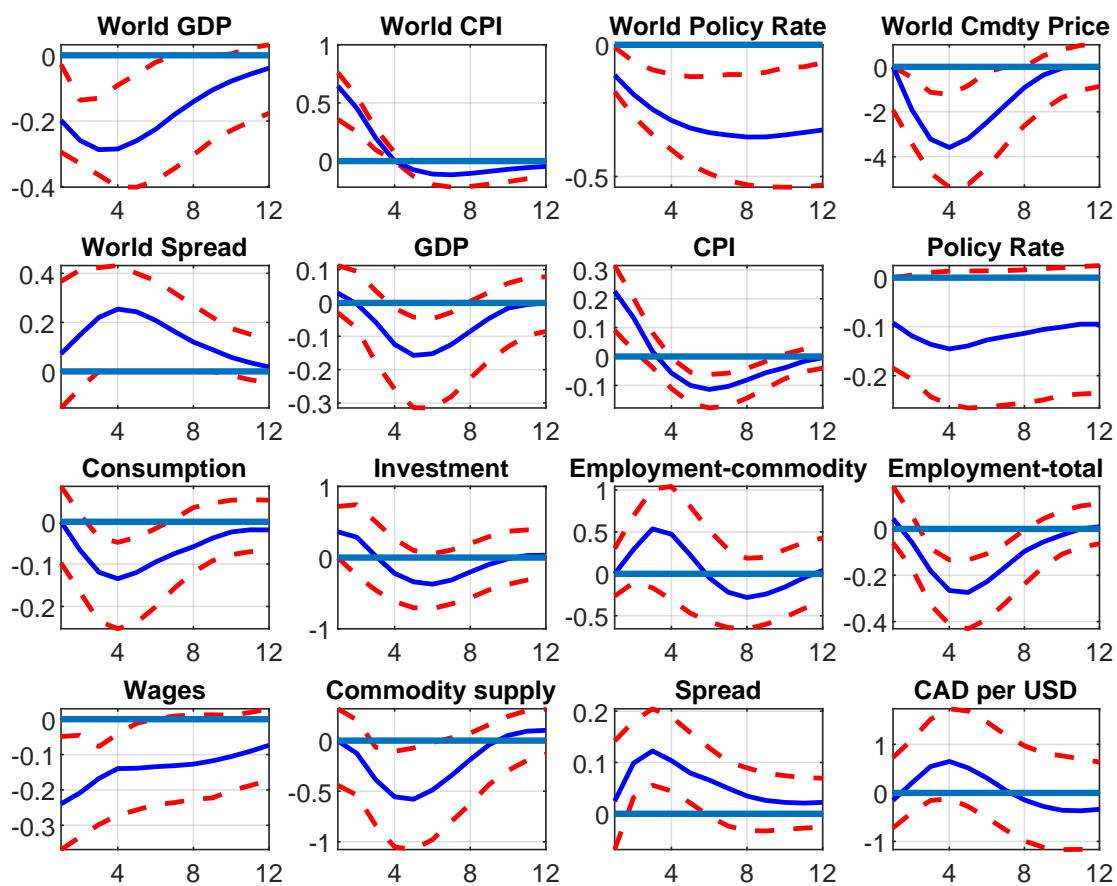 World GDP World CPI World Policy Rate World Cmdty Price
0 1 0 0
-0.2 0.5 -0.5 -2
-0.4 0 -4
4 8 12 4 8 12 4 8 12 4 8 12
World Spread GDP CPI Policy Rate
0.4 0.1 0.3 0
0.2 0 0.2 -0.1
0 -0.1 0.1 -0.2
-0.2 0
-0.3 -0.1
4 8 12 4 8 12 4 8 12 4 8 12
Consumption Investment Employment-commodity Employment-total
0 1 1 0
-0.1 0 0.5 -0.2
-0.2 -1 0 -0.4
-0.5
4 8 12 4 8 12 4 8 12 4 8 12
Wages Commodity supply Spread CAD per USD
0 0 0.2 1
-0.1 -0.5 0.1 0
-0.2 -1 0 -1
-0.3
4 8 12 4 8 12 4 8 12 4 8 12